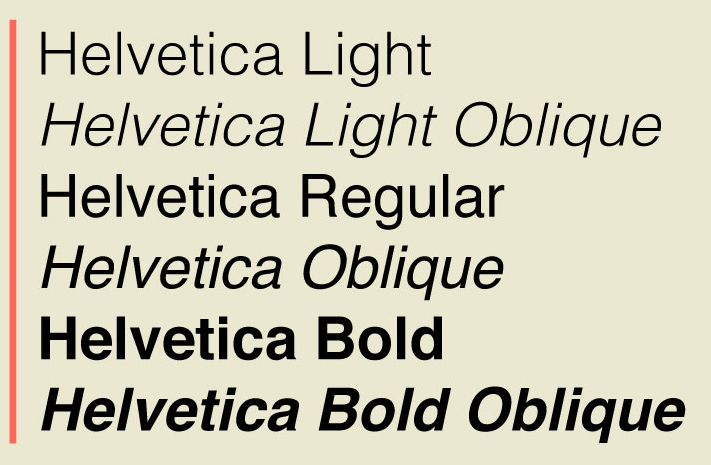 Helvetica Light
Helvetica Light Oblique
Helvetica Regular
Helvetica Oblique
Helvetica Bold
Helvetica Bold Oblique